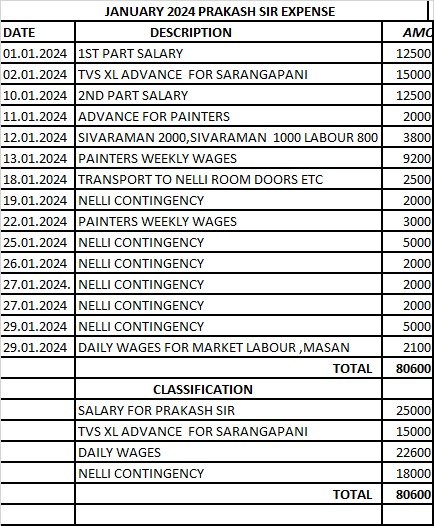 JANUARY 2024 PRAKASH SIR EXPENSE
DATE DESCRIPTION AMO
01.01.2024 1ST PART SALARY 12500
02.01.2024 TVS XL ADVANCE FOR SARANGAPANI 15000
10.01.2024 2ND PART SALARY 12500
11.01.2024 ADVANCE FOR PAINTERS 2000
12.01.2024 SIVARAMAN 2000,SIVARAMAN 1000 LABOUR 800 3800
13.01.2024 PAINTERS WEEKLY WAGES 9200
18.01.2024 TRANSPORT TO NELLI ROOM DOORS ETC 2500
19.01.2024 NELLI CONTINGENCY 2000
22.01.2024 PAINTERS WEEKLY WAGES 3000
25.01.2024 NELLI CONTINGENCY 5000
26.01.2024 NELLI CONTINGENCY 2000
27.01.2024. NELLI CONTINGENCY 2000
27.01.2024 NELLI CONTINGENCY 2000
29.01.2024 NELLI CONTINGENCY 5000
29.01.2024 DAILY WAGES FOR MARKET LABOUR ,MASAN 2100
TOTAL 80600
CLASSIFICATION
SALARY FOR PRAKASH SIR 25000
TVS XL ADVANCE FOR SARANGAPANI 15000
DAILY WAGES 22600
NELLI CONTINGENCY 18000
TOTAL 80600